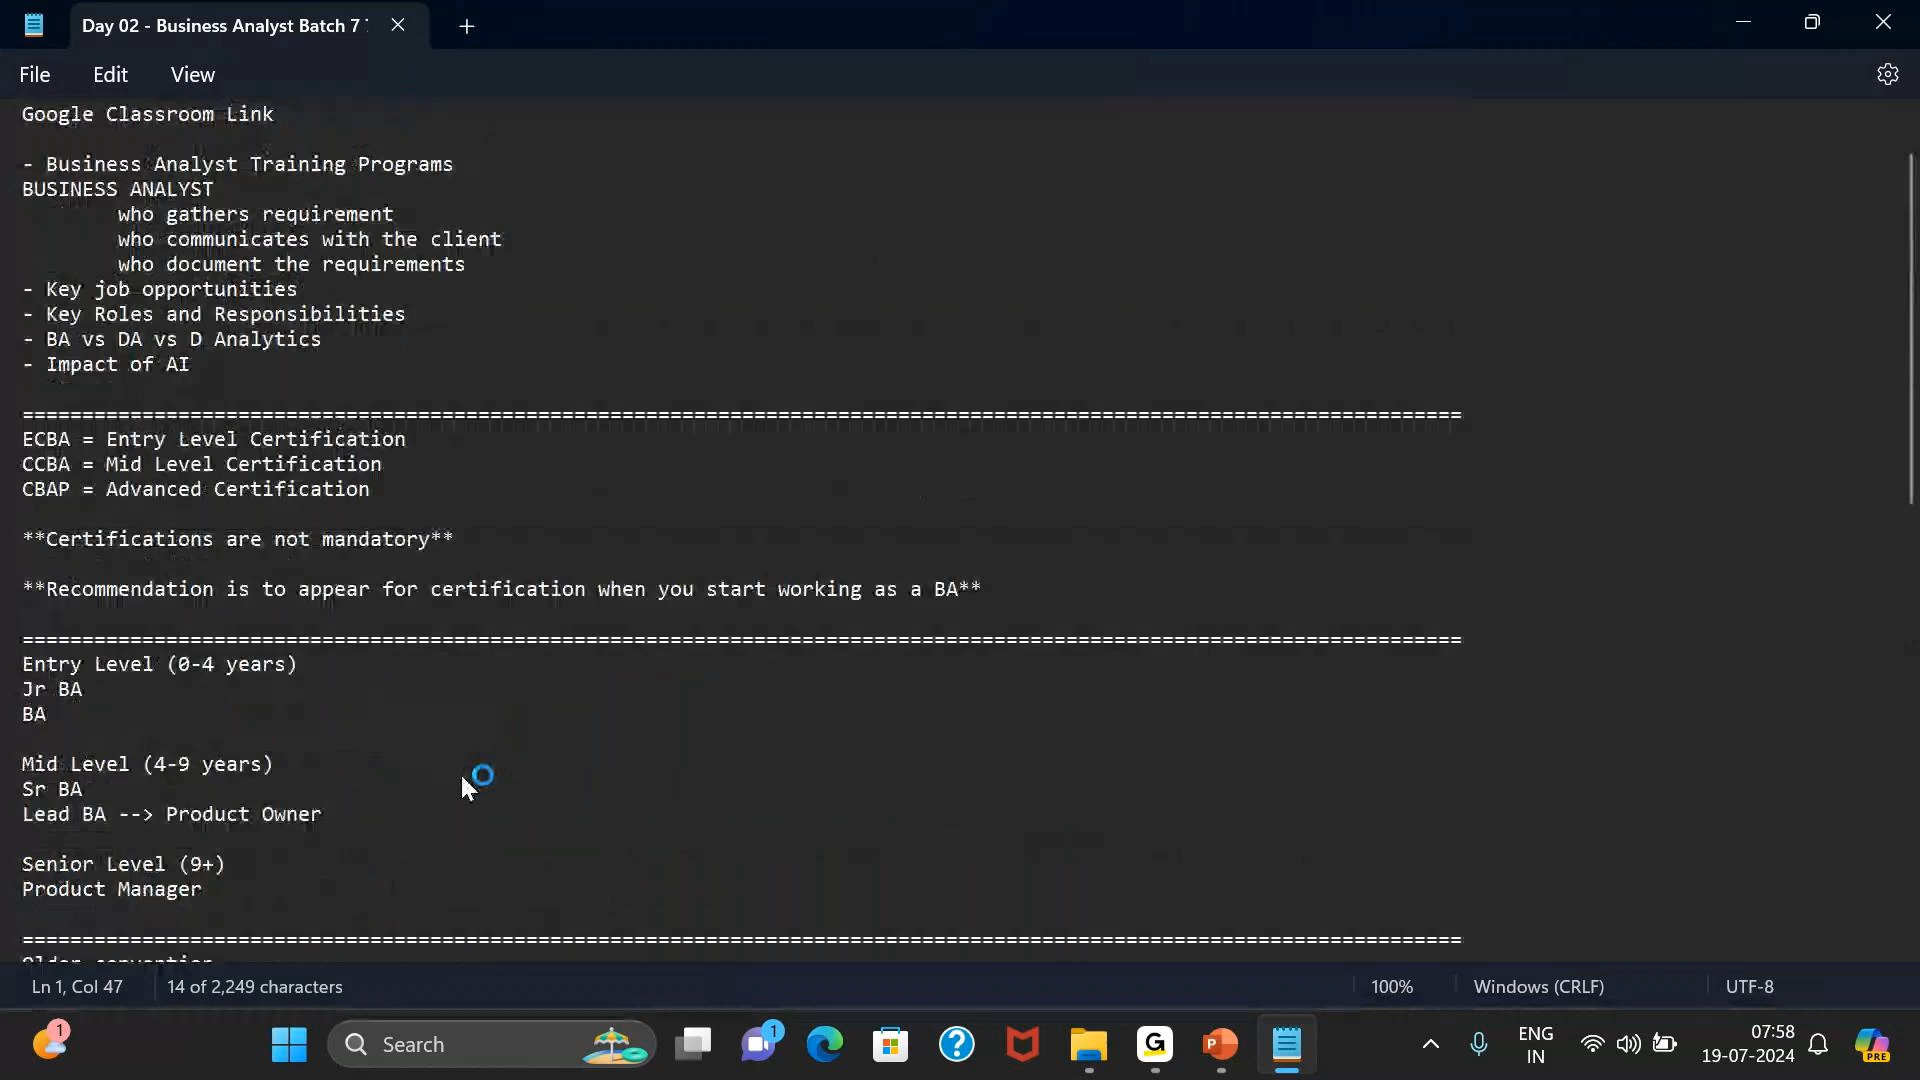 Day 02 - Business Analyst Batch 7
File Edit View
Google Classroom Link
- Business Analyst Training Programs
BUSINESS ANALYST
who gathers requirement
who communicates with the client
who document the requirements
- Key job opportunities
- Key Roles and Responsibilities
- BA vs DA vs D Analytics
- Impact of AI
========================================================================================================================
ECBA = Entry Level Certification
CCBA = Mid Level Certification
CBAP = Advanced Certification
**Certifications are not mandatory**
**Recommendation is to appear for certification when you start working as a BA**
========================================================================================================================
Entry Level (0-4 years)
Jr BA
BA
Mid Level (4-9 years)
Sr BA
Lead BA --> Product Owner
Senior Level (9+)
Product Manager
========================================================================================================================
Older convention
Ln 1, Col 47 14 of 2,249 characters 100% Windows (CRLF) UTF-8
1 Search 1 G P ENG 07:58
IN 19-07-2024 PRE